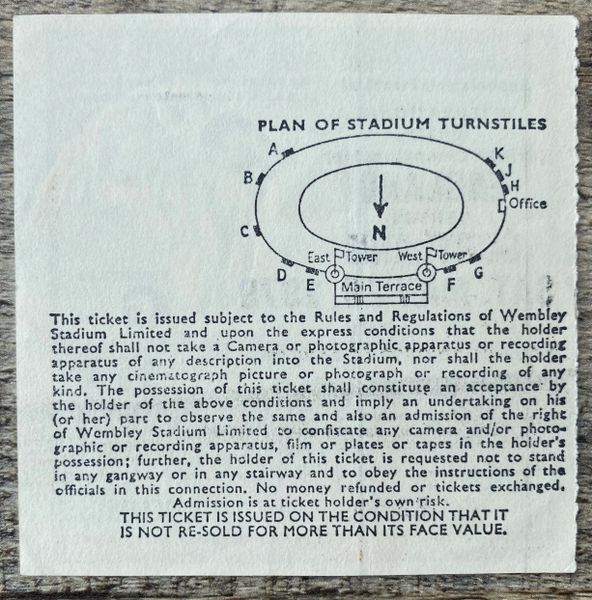 PLAN OF STADIUM TURNSTILES
A
K
J
B
H
Office
C
N
East Tower
West Tower
D
E
F
G
Main Terrace
This ticket is issued subject to the Rules and Regulations of Wembley
Stadium Limited and upon the express conditions that the holder
thereof shall not take a Camera or photographic apparatus or recording
apparatus of any description into the Stadium, nor shall the holder
take any cinematograph picture or photograph or recording of any
kind. The possession of this ticket shall constitute an acceptance by
the holder of the above conditions and imply an undertaking on his
(or her) part to observe the same and also an admission of the right
of Wembley Stadium Limited to confiscate any camera and/or photo-
graphic or recording apparatus, film or plates or tapes in the holder's
possession; further, the holder of this ticket is requested not to stand
in any gangway or in any stairway and to obey the instructions of the
officials in this connection. No money refunded or tickets exchanged.
Admission is at ticket holder's own risk.
THIS TICKET IS ISSUED ON THE CONDITION THAT IT
IS NOT RE-SOLD FOR MORE THAN ITS FACE VALUE.